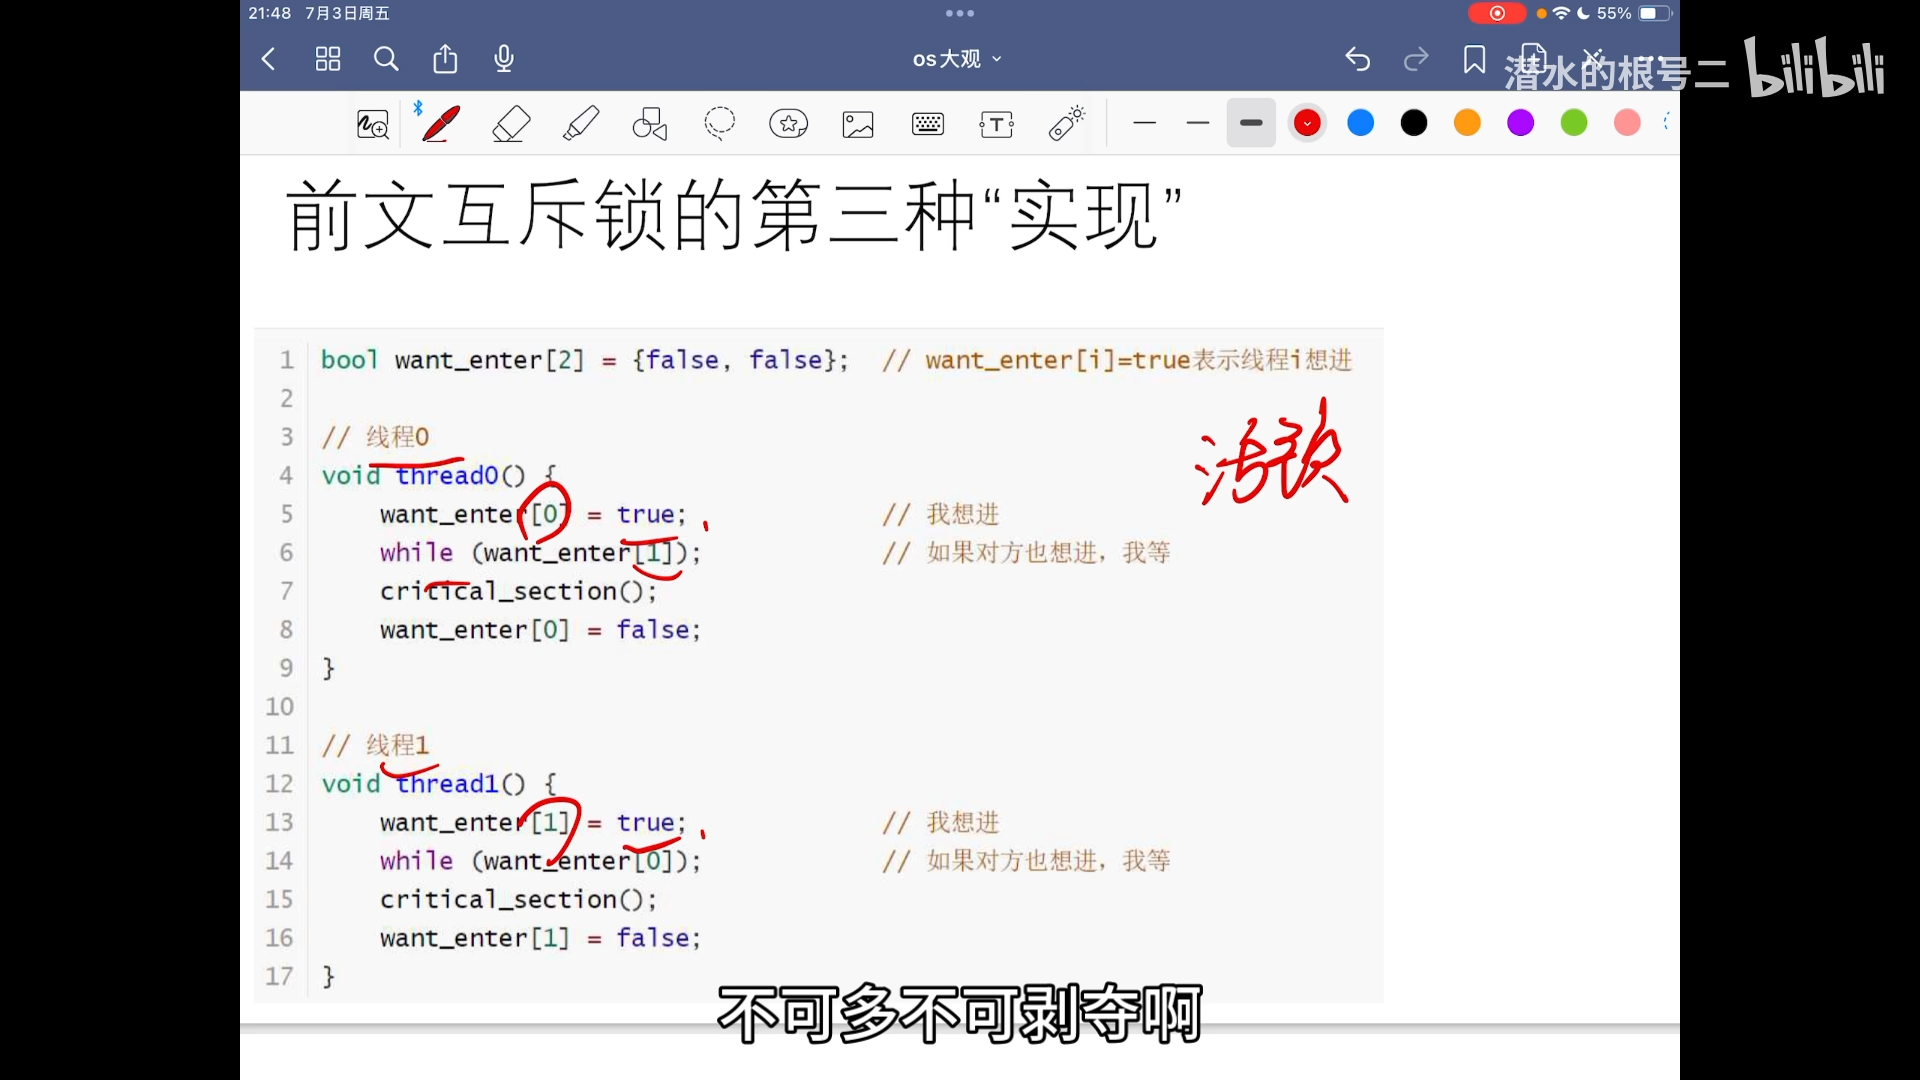 21:48 7月3日周五
55%
os大观
潜水的根号二 bilibili
前文互斥锁的第三种“实现”
1 bool want_enter[2] = {false, false}; // want_enter[i]=true表示线程i想进
2
活锁
3 // 线程0
4 void thread0() {
5 want_enter[0] = true; // 我想进
6 while (want_enter[1]); // 如果对方也想进，我等
7 critical_section();
8 want_enter[0] = false;
9 }
10
11 // 线程1
12 void thread1() {
13 want_enter[1] = true; // 我想进
14 while (want_enter[0]); // 如果对方也想进，我等
15 critical_section();
16 want_enter[1] = false;
17 }
不可多不可剥夺啊